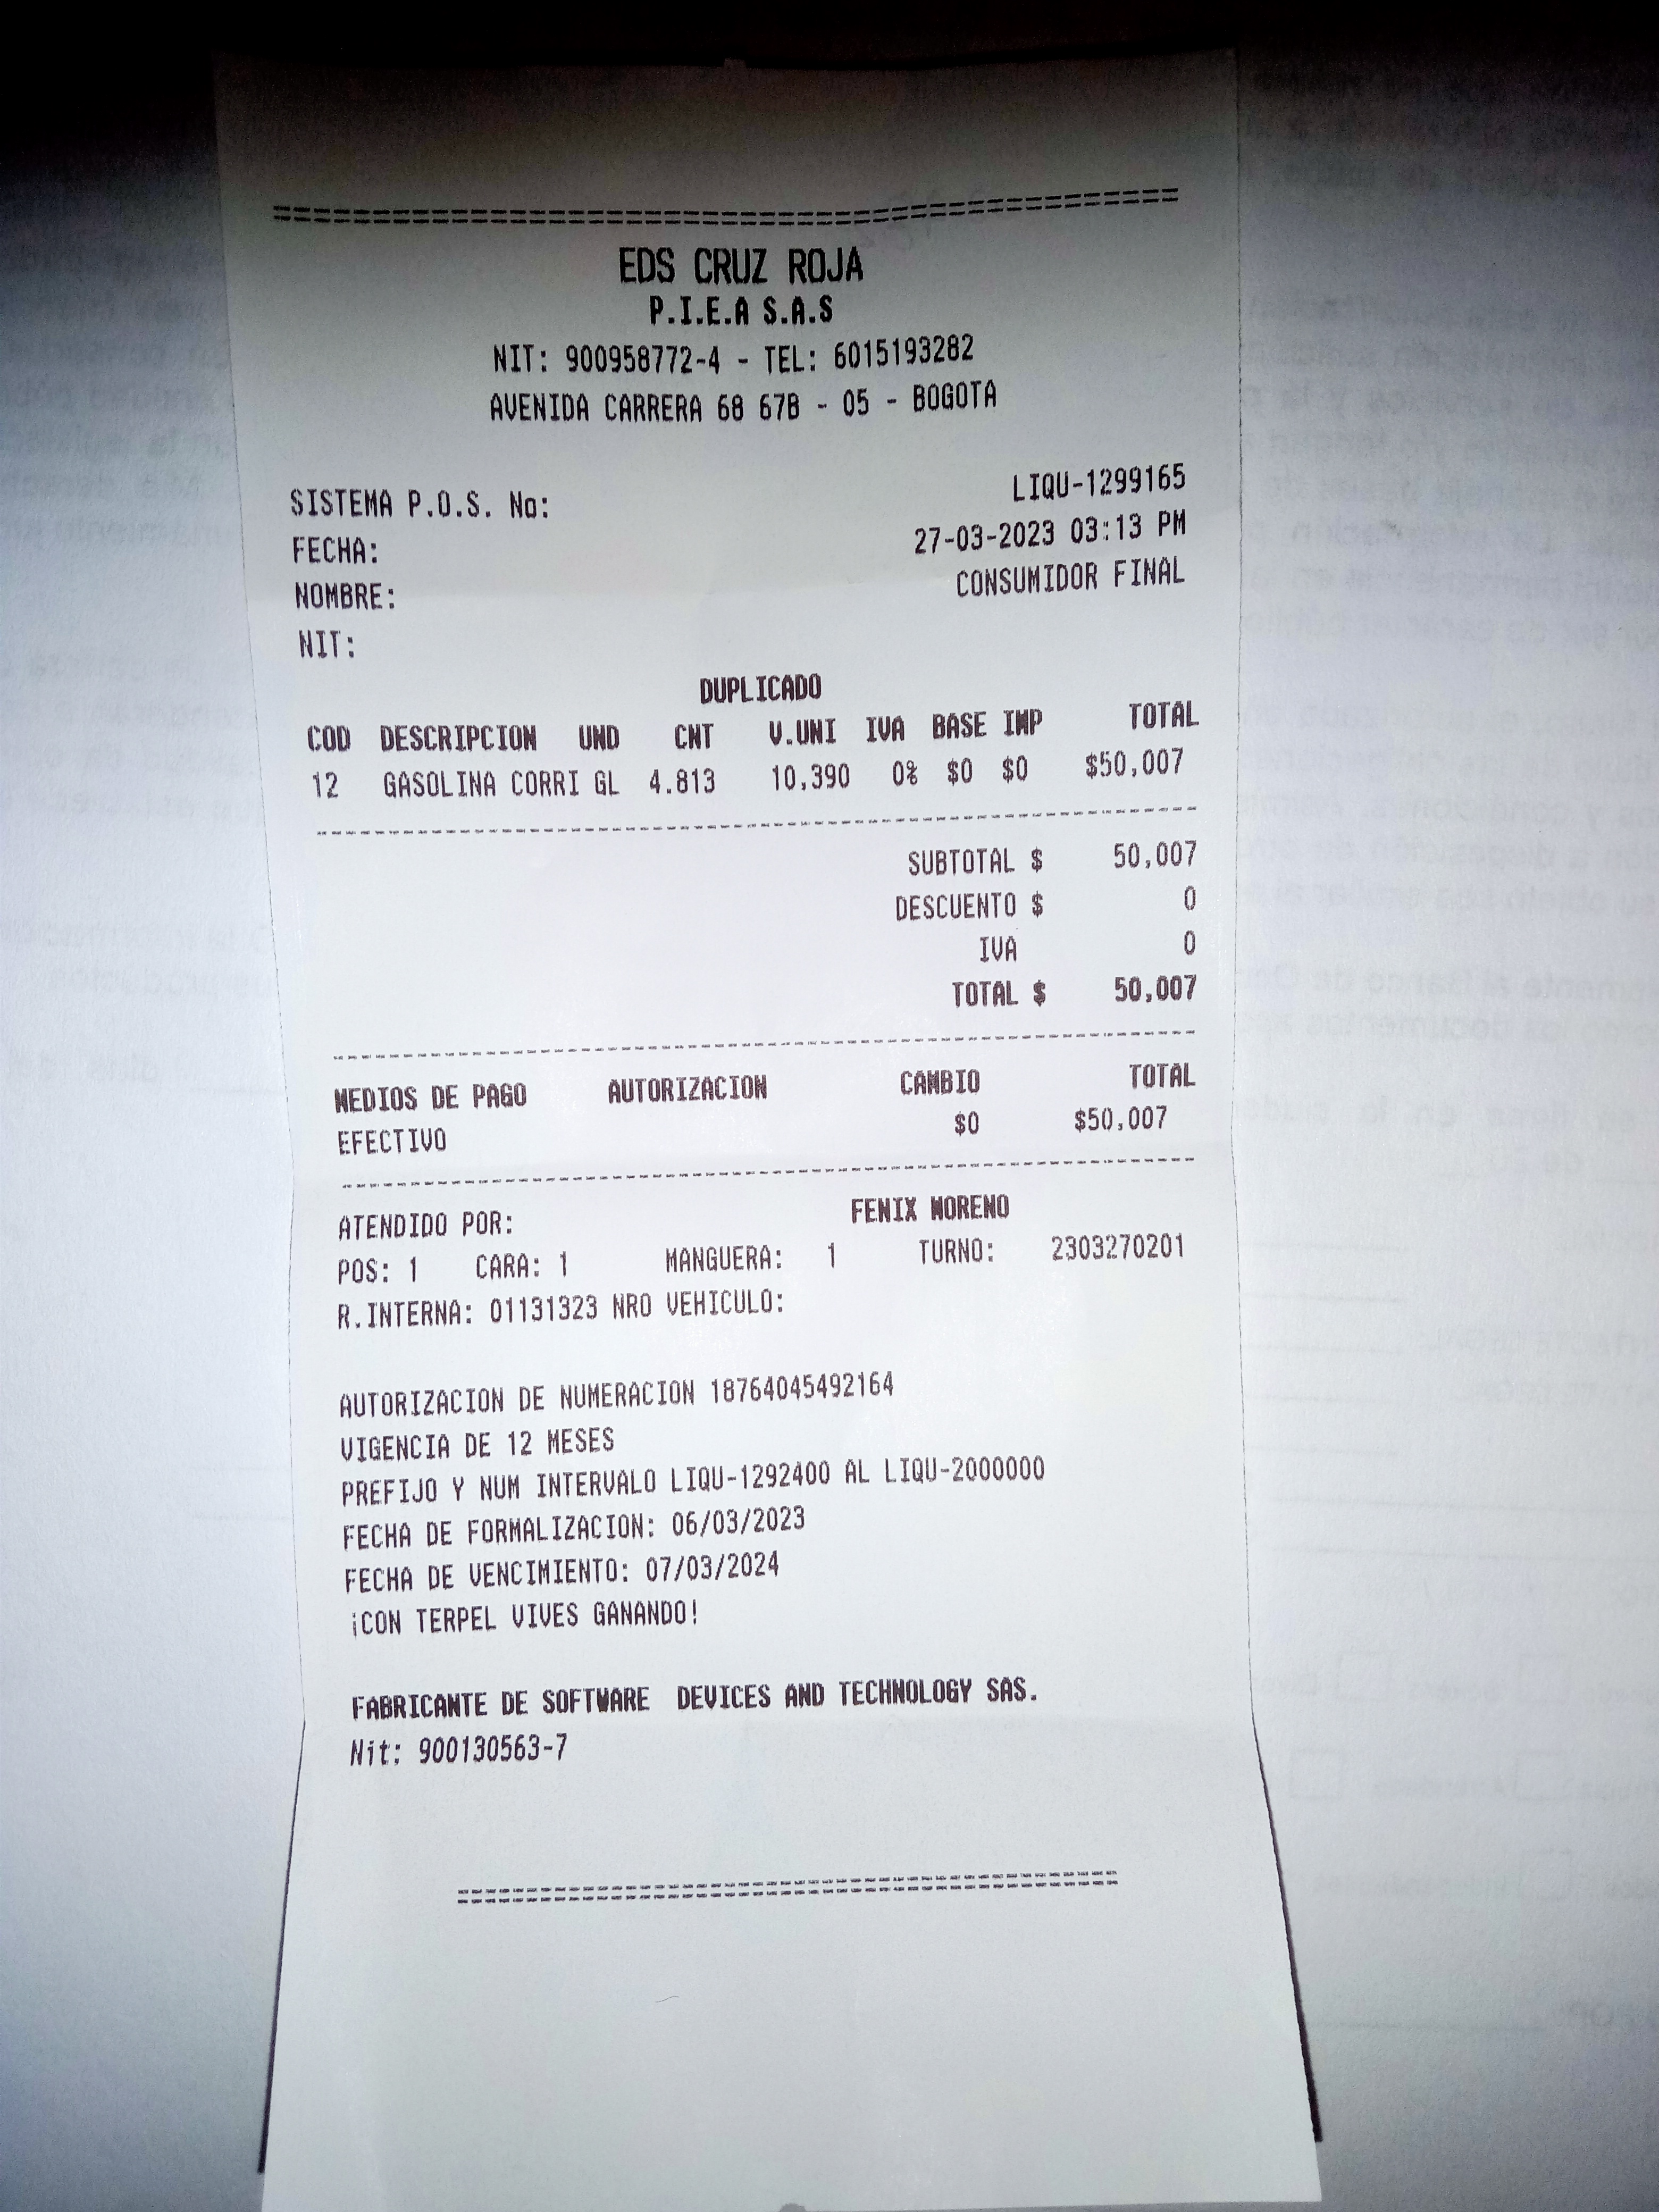 EDS CRUZ ROJA
P.I.E.A S.A.S
NIT: 900958772-4 - TEL: 6015193282
AVENIDA CARRERA 68 67B - 05 - BOGOTA
SISTEMA P.O.S. No: LIQU-1299165
FECHA: 27-03-2023 03:13 PM
NOMBRE: CONSUMIDOR FINAL
NIT:
DUPLICADO
COD DESCRIPCION UND CNT V.UNI IVA BASE IMP TOTAL
12 GASOLINA CORRI GL 4.813 10,390 0% $0 $0 $50,007
SUBTOTAL $ 50,007
DESCUENTO $ 0
IVA 0
TOTAL $ 50,007
MEDIOS DE PAGO AUTORIZACION CAMBIO TOTAL
EFECTIVO $0 $50,007
ATENDIDO POR: FENIX MORENO
POS: 1 CARA: 1 MANGUERA: 1 TURNO: 2303270201
R.INTERNA: 01131323 NRO VEHICULO:
AUTORIZACION DE NUMERACION 18764045492164
VIGENCIA DE 12 MESES
PREFIJO Y NUM INTERVALO LIQU-1292400 AL LIQU-2000000
FECHA DE FORMALIZACION: 06/03/2023
FECHA DE VENCIMIENTO: 07/03/2024
¡CON TERPEL VIVES GANANDO!
FABRICANTE DE SOFTWARE DEVICES AND TECHNOLOGY SAS.
Nit: 900130563-7